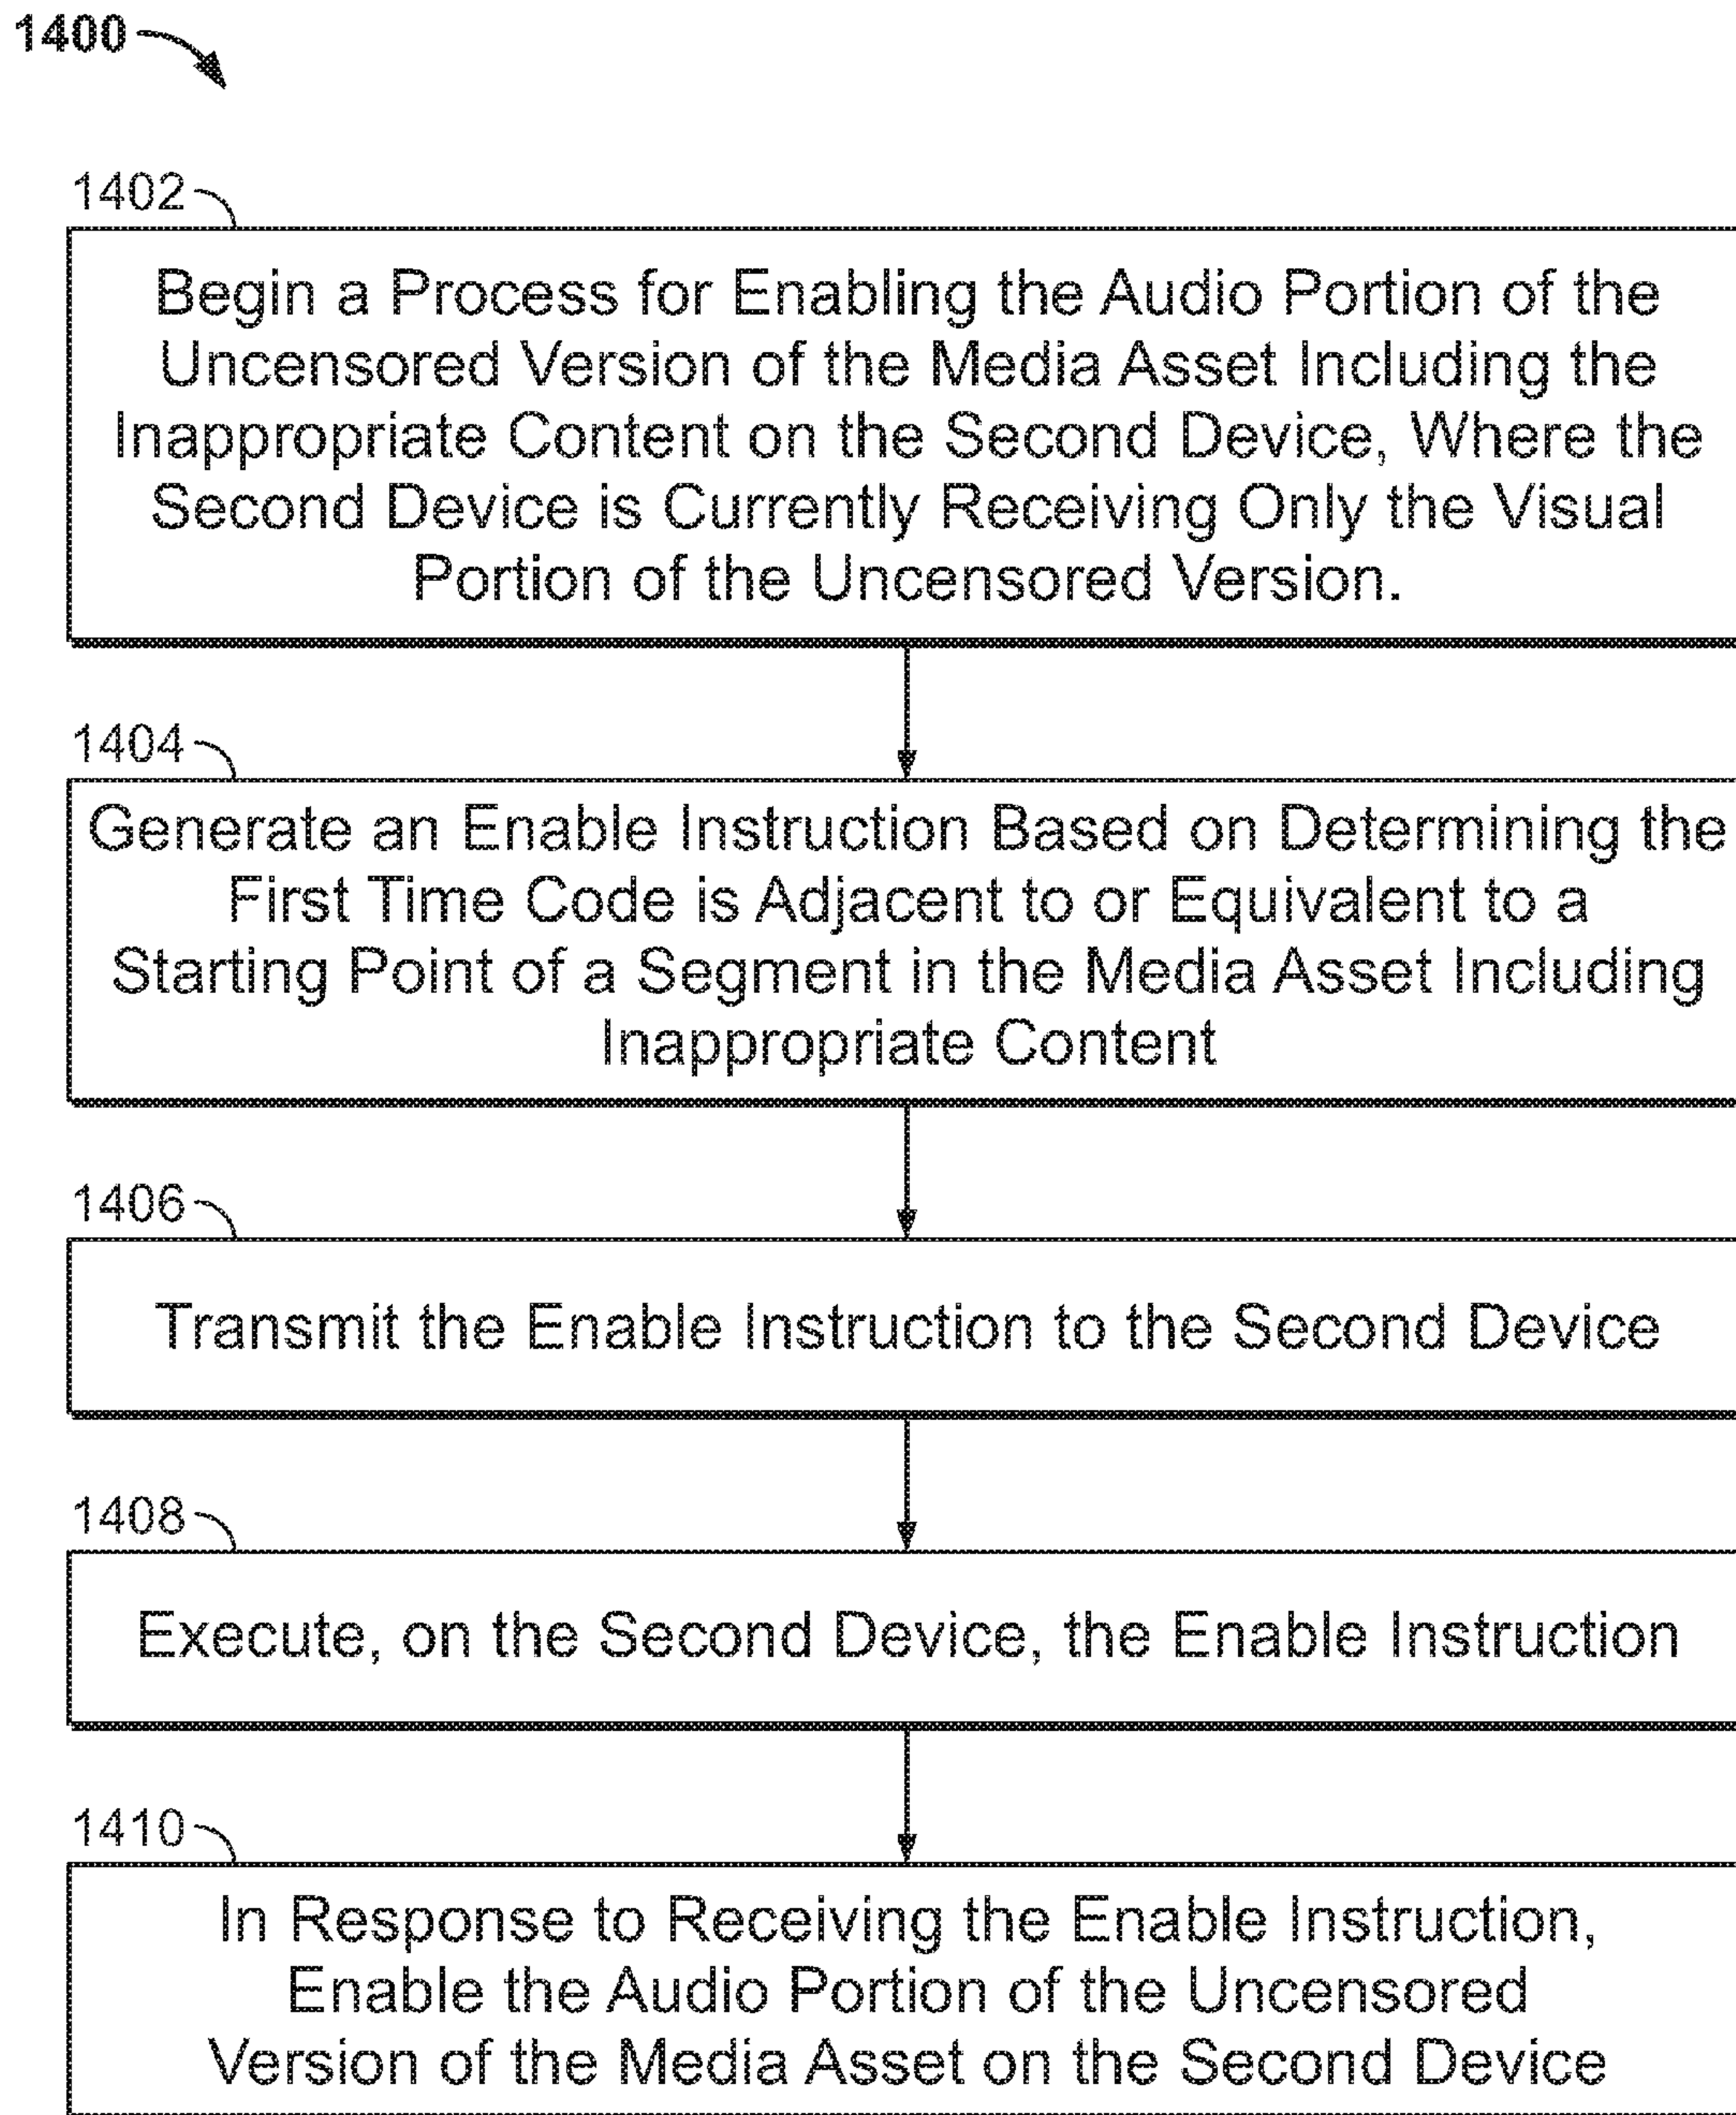 1400
1402
Begin a Process for Enabling the Audio Portion of the
Uncensored Version of the Media Asset Including the
Inappropriate Content on the Second Device, Where the
Second Device is Currently Receiving Only the Visual
Portion of the Uncensored Version.
1404
Generate an Enable Instruction Based on Determining the
First Time Code is Adjacent to or Equivalent to a
Starting Point of a Segment in the Media Asset Including
Inappropriate Content
1406
Transmit the Enable Instruction to the Second Device
1408
Execute, on the Second Device, the Enable Instruction
1410
In Response to Receiving the Enable Instruction,
Enable the Audio Portion of the Uncensored
Version of the Media Asset on the Second Device